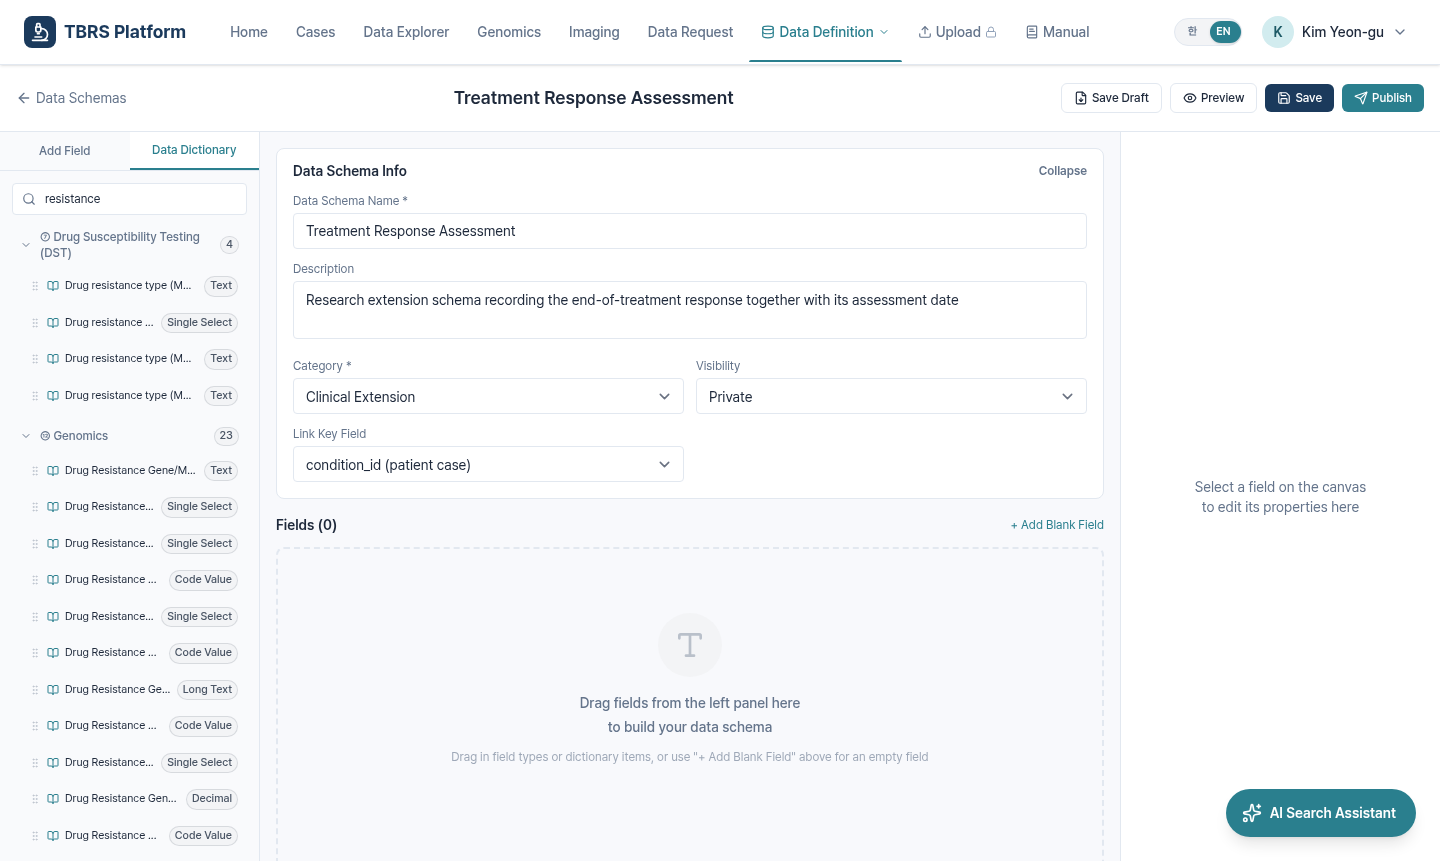 TBRS Platform
Home
Cases
Data Explorer
Genomics
Imaging
Data Request
Data Definition
Upload
Manual
한
EN
K
Kim Yeon-gu
Data Schemas
Treatment Response Assessment
Save Draft
Preview
Save
Publish
Add Field
Data Dictionary
resistance
Drug Susceptibility Testing
(DST)
4
Drug resistance type (M...
Text
Drug resistance ...
Single Select
Drug resistance type (M...
Text
Drug resistance type (M...
Text
Genomics
23
Drug Resistance Gene/M...
Text
Drug Resistance...
Single Select
Drug Resistance...
Single Select
Drug Resistance ...
Code Value
Drug Resistance...
Single Select
Drug Resistance ...
Code Value
Drug Resistance Ge...
Long Text
Drug Resistance ...
Code Value
Drug Resistance...
Single Select
Drug Resistance Gen...
Decimal
Drug Resistance ...
Code Value
Data Schema Info
Collapse
Data Schema Name *
Treatment Response Assessment
Description
Research extension schema recording the end-of-treatment response together with its assessment date
Category *
Visibility
Clinical Extension
Private
Link Key Field
condition_id (patient case)
Fields (0)
+ Add Blank Field
Drag fields from the left panel here
to build your data schema
Drag in field types or dictionary items, or use "+ Add Blank Field" above for an empty field
Select a field on the canvas
to edit its properties here
AI Search Assistant